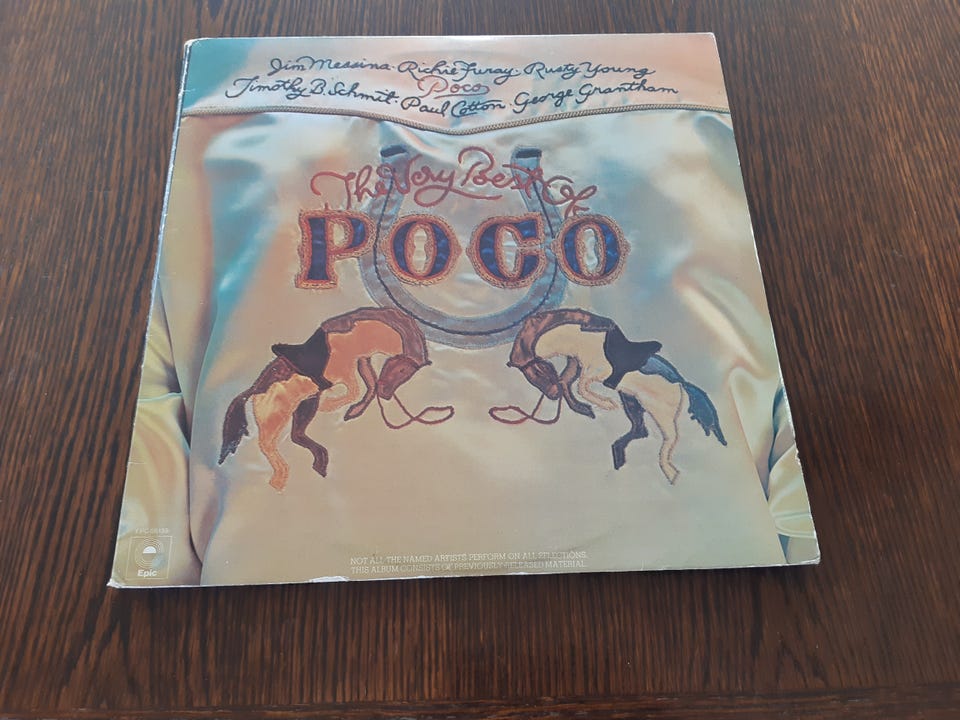 Jim Messina · Richie Furay · Rusty Young
Poco
Timothy B. Schmit · Paul Cotton · George Grantham
The Very Best Of
POCO
Epic
NOT ALL THE NAMED ARTISTS PERFORM ON ALL SELECTIONS.
THIS ALBUM CONSISTS OF PREVIOUSLY RELEASED MATERIAL.